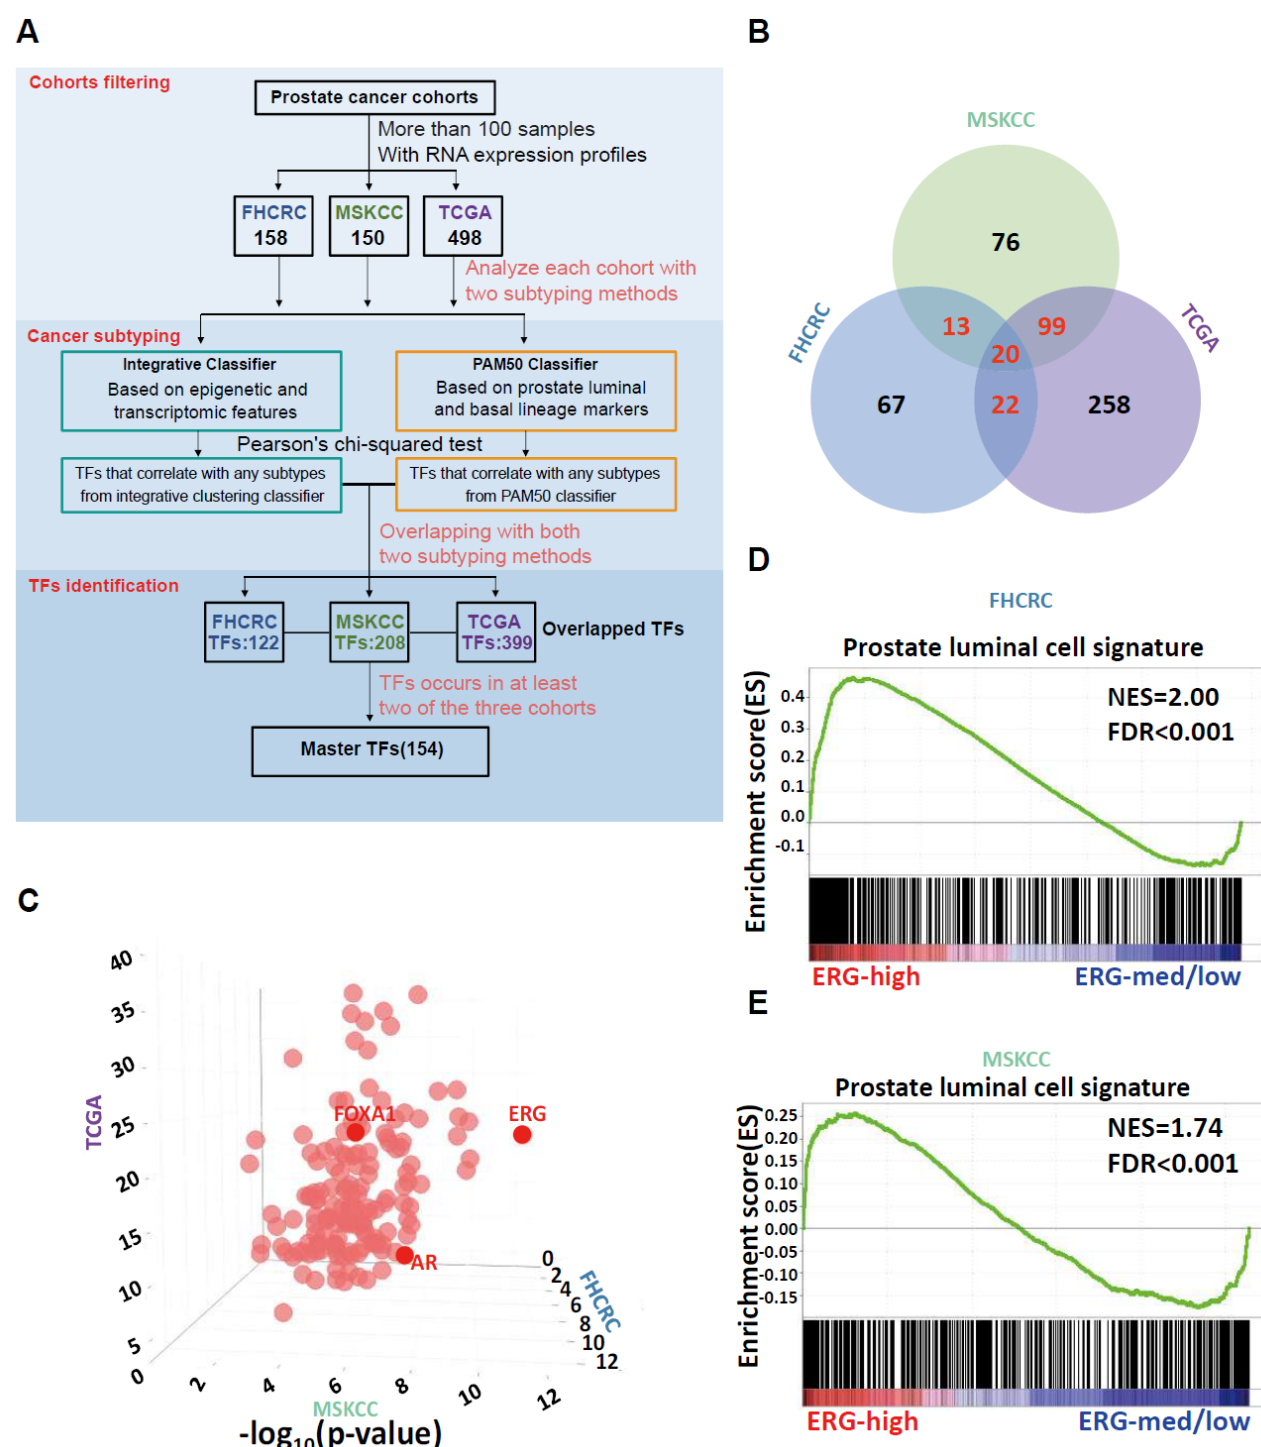 A
Cohorts filtering
Prostate cancer cohorts
More than 100 samples
With RNA expression profiles
FHCRC
158
MSKCC
150
TCGA
498
Analyze each cohort with
two subtyping methods
Cancer subtyping
Integrative Classifier
Based on epigenetic and
transcriptomic features
PAM50 Classifier
Based on prostate luminal
and basal lineage markers
Pearson's chi-squared test
TFs that correlate with any subtypes
from integrative clustering classifier
TFs that correlate with any subtypes
from PAM50 classifier
Overlapping with both
two subtyping methods
TFs identification
FHCRC
TFs:122
MSKCC
TFs:208
TCGA
TFs:399
Overlapped TFs
TFs occurs in at least
two of the three cohorts
Master TFs(154)
B
MSKCC
FHCRC
TCGA
76
13
99
20
67
22
258
C
TCGA
40
35
30
25
20
15
10
5
0
2
4
6
8
10
12
MSKCC
-log10(p-value)
0
2
4
6
8
10
12
FHCRC
FOXA1
ERG
AR
D
FHCRC
Prostate luminal cell signature
Enrichment score(ES)
0.4
0.3
0.2
0.1
0.0
-0.1
NES=2.00
FDR<0.001
ERG-high
ERG-med/low
E
MSKCC
Prostate luminal cell signature
Enrichment score(ES)
0.25
0.20
0.15
0.10
0.05
0.00
-0.05
-0.10
-0.15
NES=1.74
FDR<0.001
ERG-high
ERG-med/low